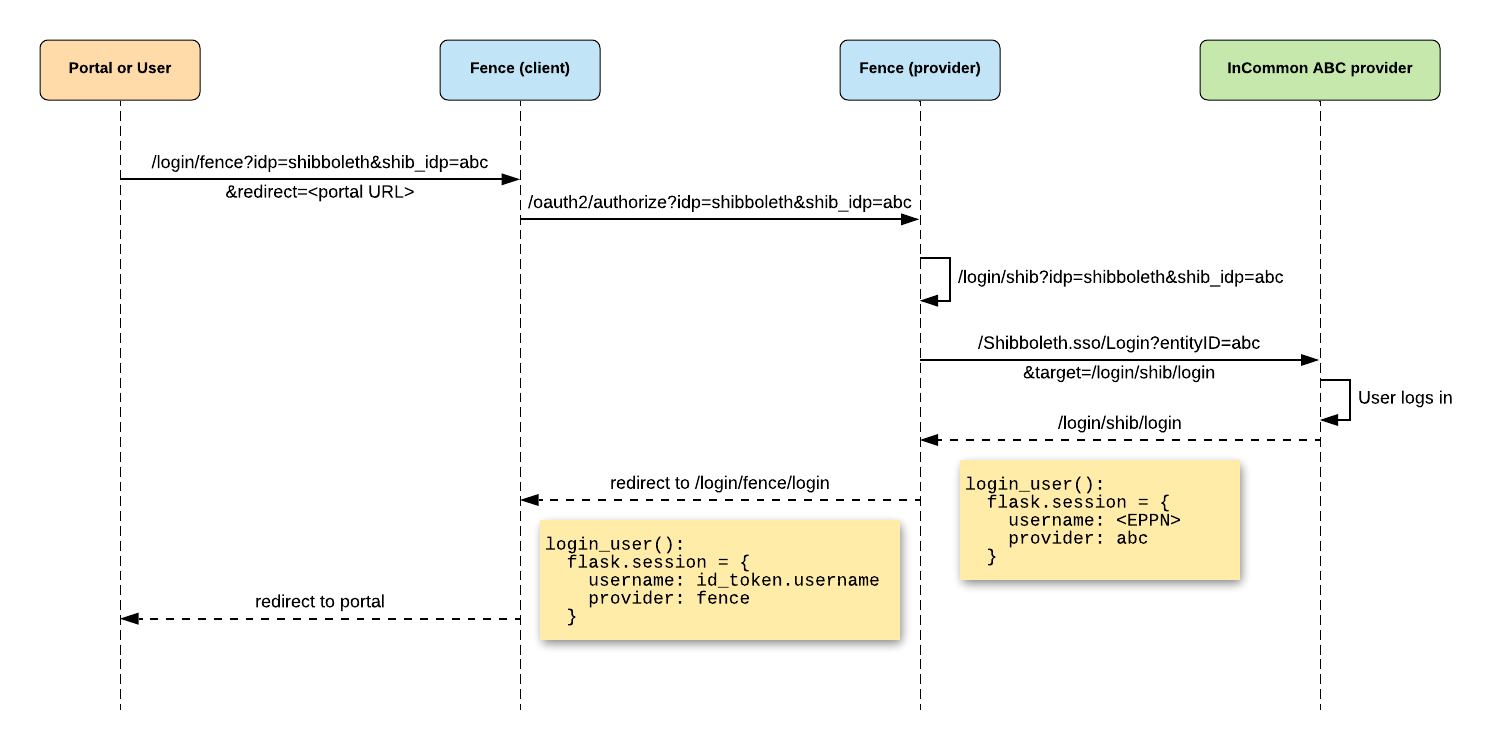 Portal or User
Fence (client)
Fence (provider)
InCommon ABC provider
/login/fence?idp=shibboleth&shib_idp=abc
&redirect=<portal URL>
/oauth2/authorize?idp=shibboleth&shib_idp=abc
/login/shib?idp=shibboleth&shib_idp=abc
/Shibboleth.sso/Login?entityID=abc
&target=/login/shib/login
User logs in
/login/shib/login
login_user():
flask.session = {
username: <EPPN>
provider: abc
}
redirect to /login/fence/login
login_user():
flask.session = {
username: id_token.username
provider: fence
}
redirect to portal